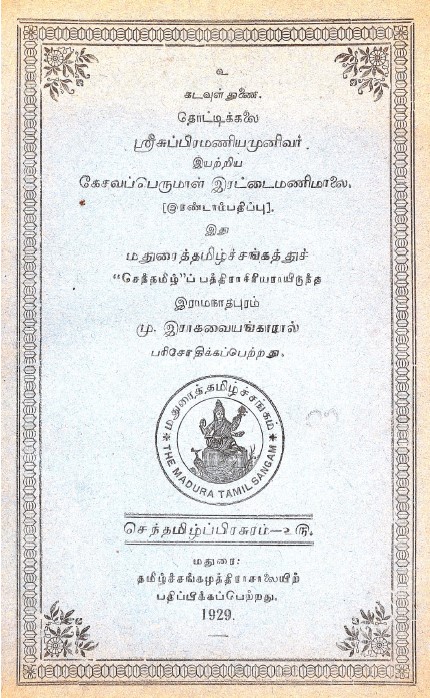 உ
கடவுள் துணை.
தொட்டிக்கலை
ஸ்ரீசுப்பிரமணியமுனிவர்
இயற்றிய
கேசவப்பெருமாள் இரட்டைமணிமாலை.
[இரண்டாம்பதிப்பு].
இது
மதுரைத்தமிழ்ச்சங்கத்துச்
“செந்தமிழ்”ப் பத்திராசிரியராயிருந்த
இராமநாதபுரம்
மு. இராகவையங்காரால்
பரிசோதிக்கப்பெற்றது.
மதுரைத்தமிழ்ச்சங்கம்
THE MADURA TAMIL SANGAM
செந்தமிழ்ப்பிரசுரம்—௨௫.
மதுரை:
தமிழ்ச்சங்கமுத்திராசாலையிற்
பதிப்பிக்கப்பெற்றது.
1929.